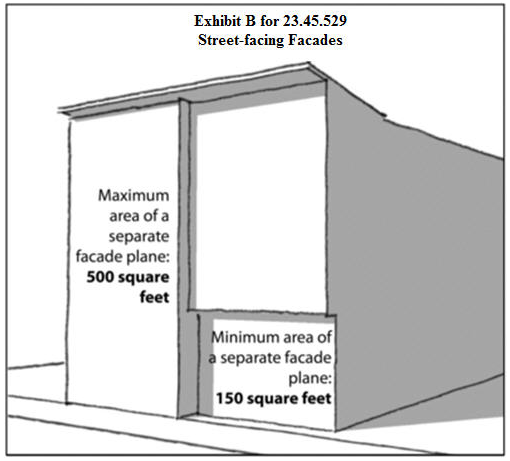 Exhibit B for 23.45.529
Street-facing Facades
Maximum
area of a
separate
facade plane:
500 square
feet
Minimum area of
a separate facade
plane:
150 square feet